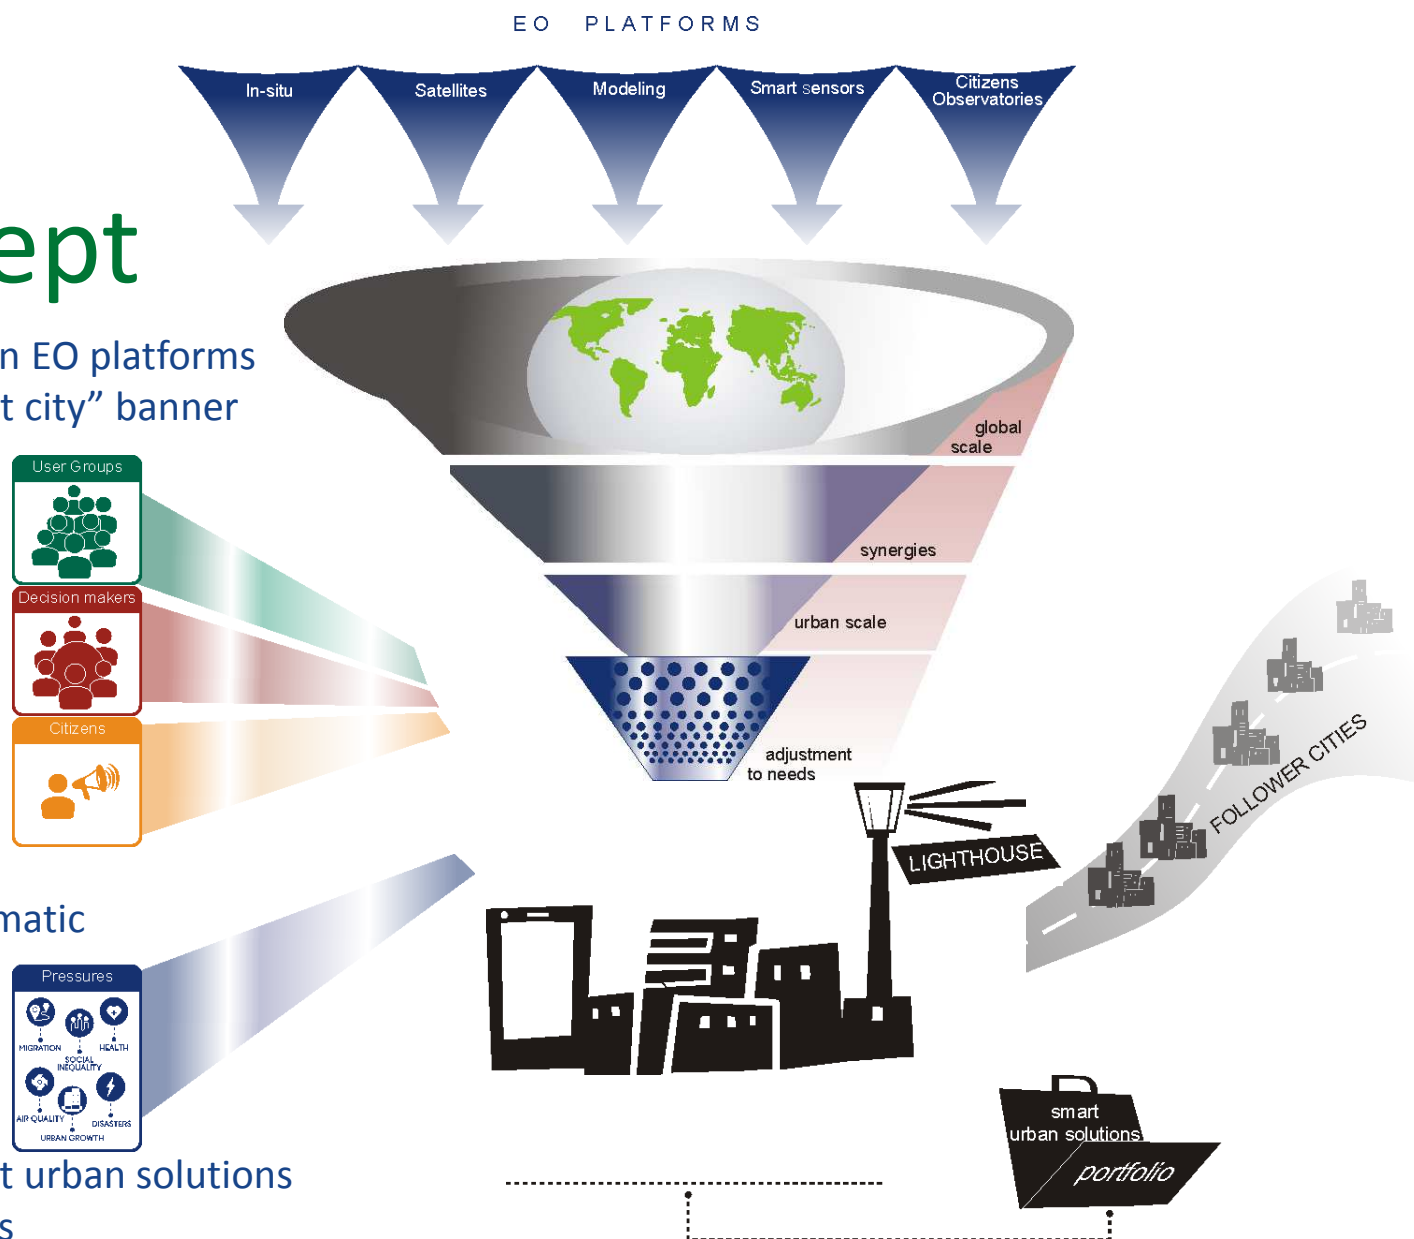 EO PLATFORMS
In-situ
Satellites
Modeling
Smart sensors
Citizens
Observatories
ept
n EO platforms
t city” banner
global
scale
synergies
urban scale
adjustment
to needs
User Groups
Decision makers
Citizens
matic
Pressures
MIGRATION
HEALTH
SOCIAL
INEQUALITY
AIR QUALITY
DISASTERS
URBAN GROWTH
t urban solutions
s
LIGHTHOUSE
FOLLOWER CITIES
smart
urban solutions
portfolio